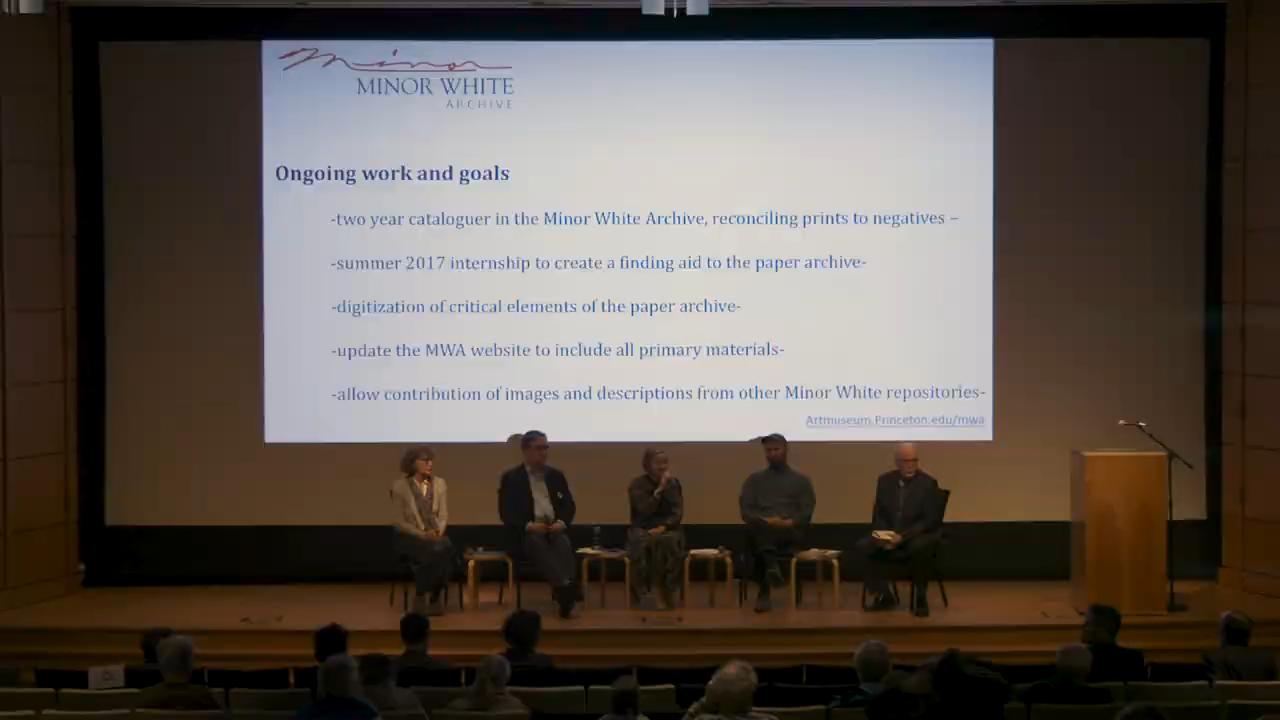 Minor
MINOR WHITE
ARCHIVE
Ongoing work and goals
-two year cataloguer in the Minor White Archive, reconciling prints to negatives –
-summer 2017 internship to create a finding aid to the paper archive-
-digitization of critical elements of the paper archive-
-update the MWA website to include all primary materials-
-allow contribution of images and descriptions from other Minor White repositories-
Artmuseum.Princeton.edu/mwa